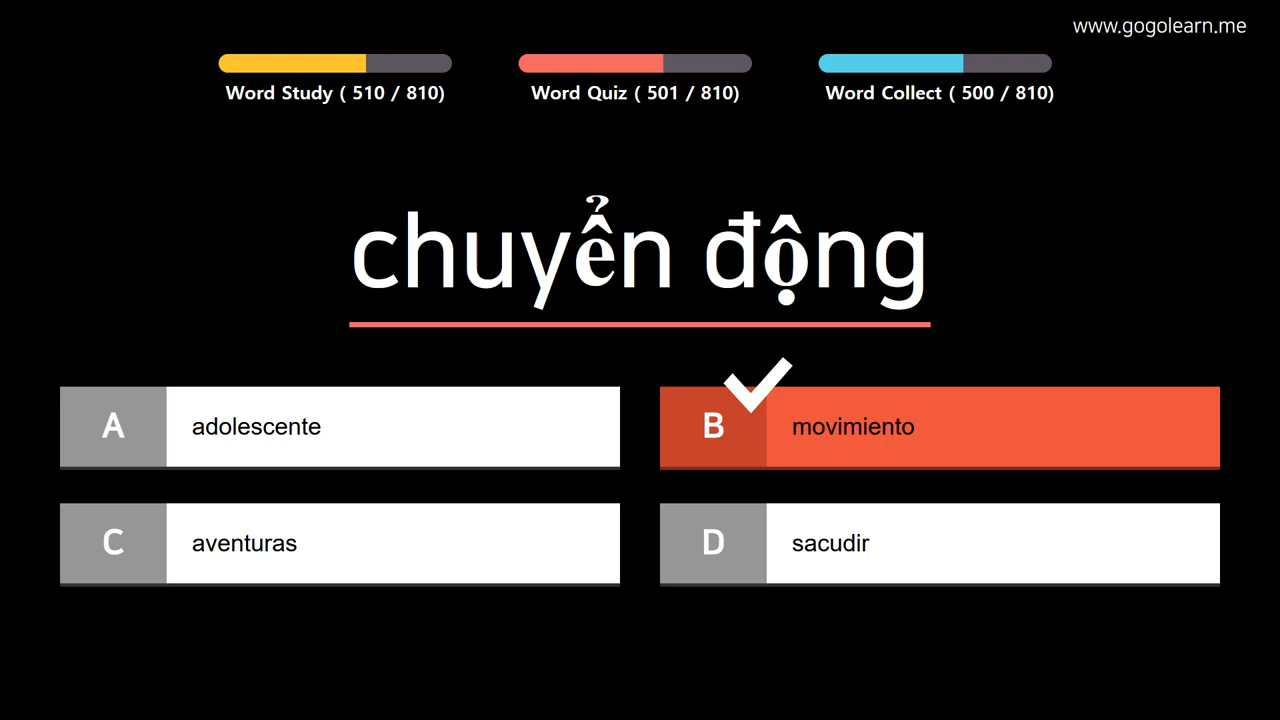 www.gogolearn.me
Word Study ( 510 / 810)
Word Quiz ( 501 / 810)
Word Collect ( 500 / 810)
chuyển động
A adolescente
B movimiento
C aventuras
D sacudir